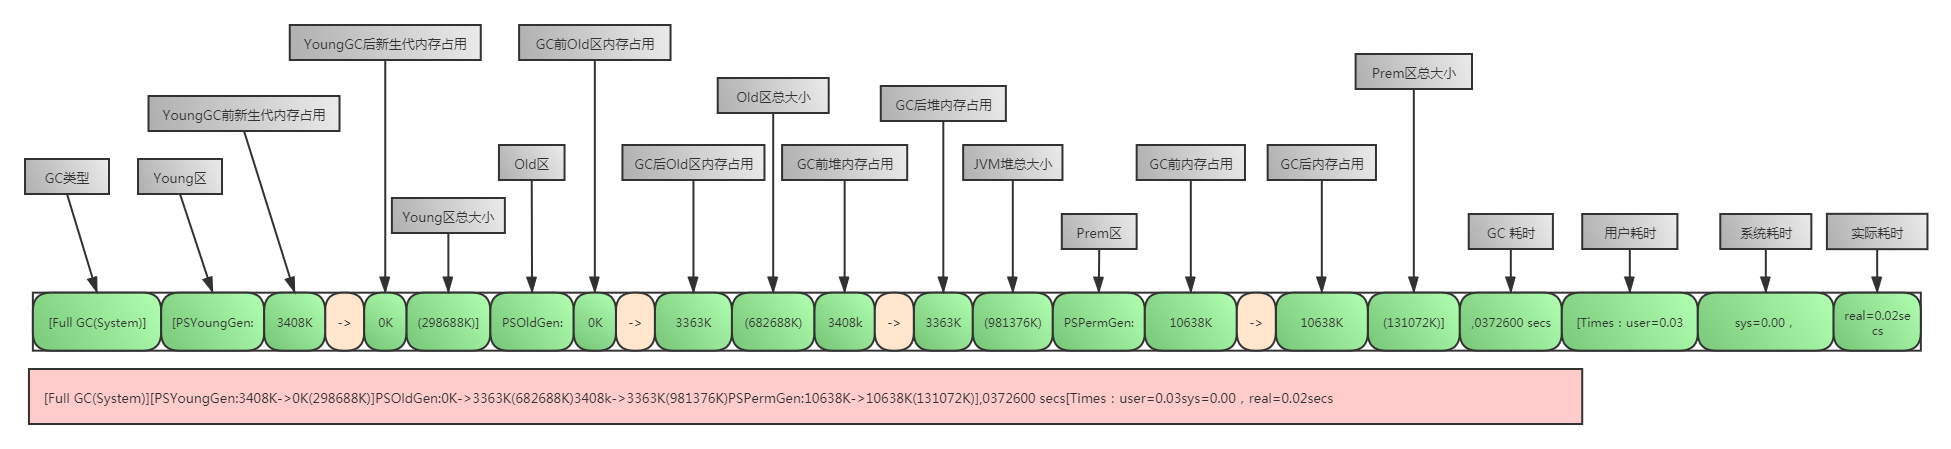 YoungGC后新生代内存占用
GC前Old区内存占用
Prem区总大小
Old区总大小
GC后堆内存占用
YoungGC前新生代内存占用
GC类型
Young区
Old区
GC后Old区内存占用
GC前堆内存占用
JVM堆总大小
GC前内存占用
GC后内存占用
Young区总大小
Prem区
GC 耗时
用户耗时
系统耗时
实际耗时
[Full GC(System)]
[PSYoungGen:
3408K
->
0K
(298688K)]
PSOldGen:
0K
->
3363K
(682688K)
3408k
->
3363K
(981376K)
PSPermGen:
10638K
->
10638K
(131072K)]
,0372600 secs
[Times：user=0.03
sys=0.00，
real=0.02se
cs
[Full GC(System)][PSYoungGen:3408K->0K(298688K)]PSOldGen:0K->3363K(682688K)3408k->3363K(981376K)PSPermGen:10638K->10638K(131072K)],0372600 secs[Times：user=0.03sys=0.00，real=0.02secs